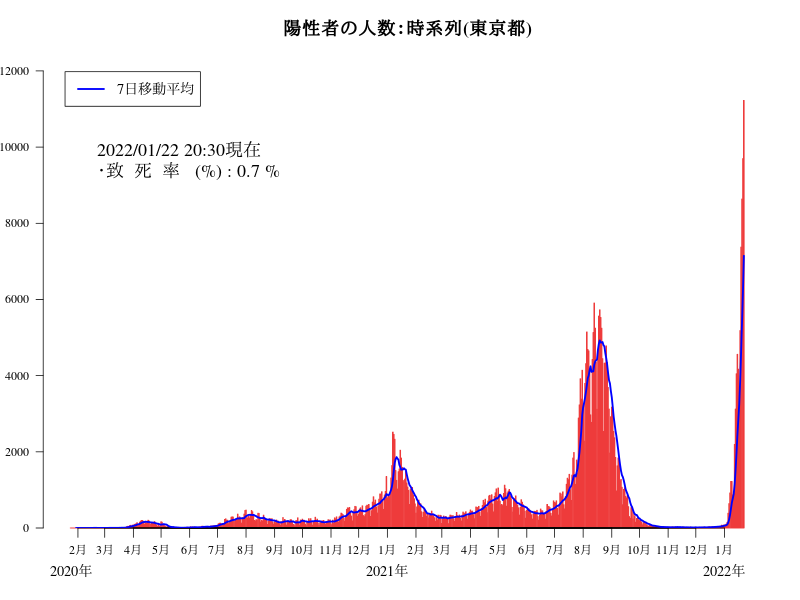 陽性者の人数:時系列(東京都)
7日移動平均
2022/01/22 20:30現在
・致 死 率 (%) : 0.7 %
12000
10000
8000
6000
4000
2000
0
2月 3月 4月 5月 6月 7月 8月 9月 10月 11月 12月 1月 2月 3月 4月 5月 6月 7月 8月 9月 10月 11月 12月 1月
2020年 2021年 2022年